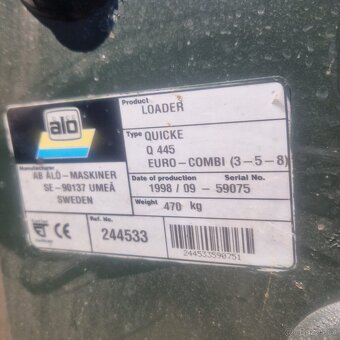 alö
Product
LOADER
Type
QUICKE
Q 445
EURO-COMBI (3-5-8)
Manufacturer
AB ÅLÖ-MASKINER
SE-90137 UMEÅ
SWEDEN
Date of production
Serial No.
1998 / 09 - 59075
Weight
470 kg
Ref. No.
244533
CE
244533590751